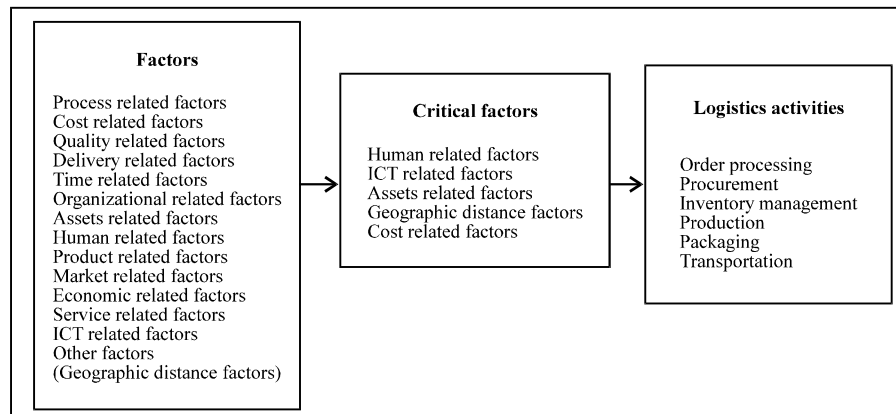 Factors
Process related factors
Cost related factors
Quality related factors
Delivery related factors
Time related factors
Organizational related factors
Assets related factors
Human related factors
Product related factors
Market related factors
Economic related factors
Service related factors
ICT related factors
Other factors
(Geographic distance factors)
Critical factors
Human related factors
ICT related factors
Assets related factors
Geographic distance factors
Cost related factors
Logistics activities
Order processing
Procurement
Inventory management
Production
Packaging
Transportation